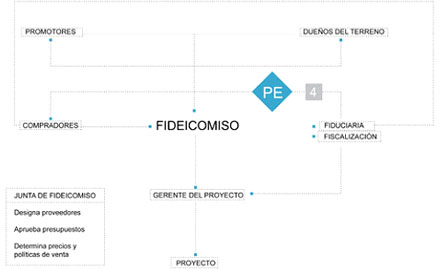 PROMOTORES
DUEÑOS DEL TERRENO
PE
4
COMPRADORES
FIDEICOMISO
FIDUCIARIA
FISCALIZACIÓN
JUNTA DE FIDEICOMISO
Designa proveedores
Aprueba presupuestos
Determina precios y
políticas de venta
GERENTE DEL PROYECTO
PROYECTO